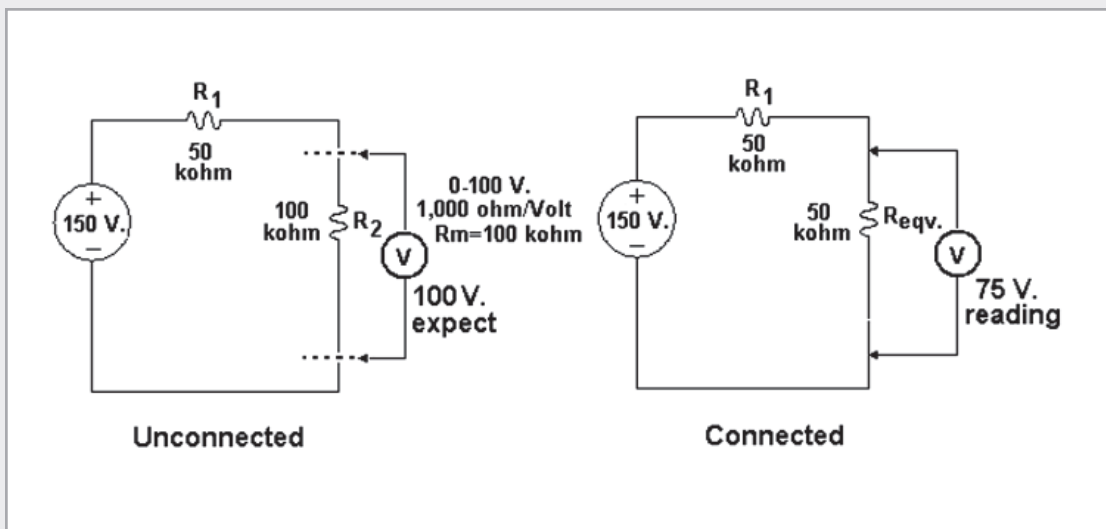 R1
50
kohm
+
150 V.
–
100
kohm
R2
0-100 V.
1,000 ohm/Volt
Rm=100 kohm
V
100 V.
expect
Unconnected
R1
50
kohm
+
150 V.
–
50
kohm
Reqv.
V
75 V.
reading
Connected